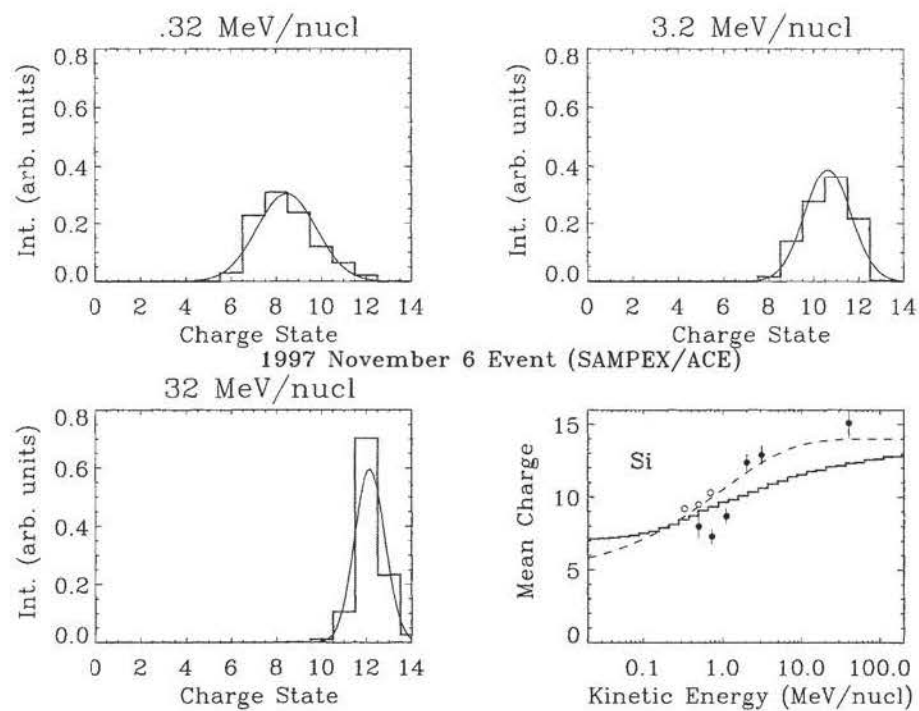 .32 MeV/nucl
3.2 MeV/nucl
Int. (arb. units)
0.8
0.6
0.4
0.2
0.0
0 2 4 6 8 10 12 14
Charge State
Int. (arb. units)
0.8
0.6
0.4
0.2
0.0
0 2 4 6 8 10 12 14
Charge State
1997 November 6 Event (SAMPEX/ACE)
32 MeV/nucl
Int. (arb. units)
0.8
0.6
0.4
0.2
0.0
0 2 4 6 8 10 12 14
Charge State
Mean Charge
15
10
5
0
Si
0.1 1.0 10.0 100.0
Kinetic Energy (MeV/nucl)